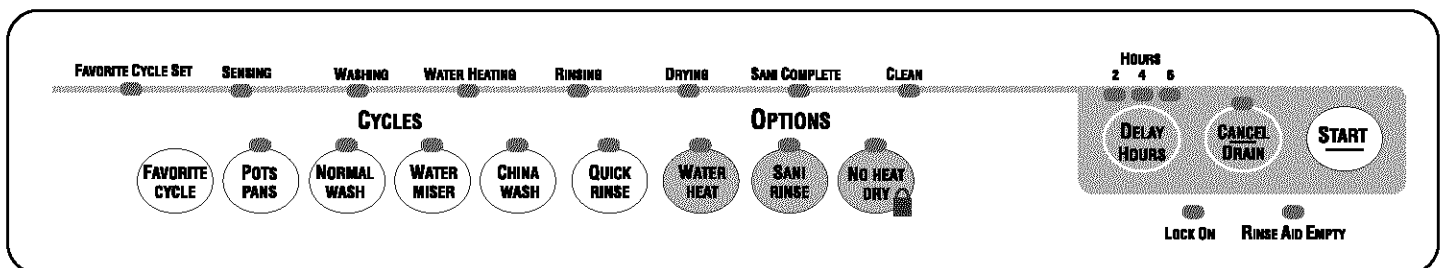 FAVORITE CYCLE SET SENSING WASHING WATER HEATING RINSING DRYING SANI COMPLETE CLEAN
HOURS
2 4 6
CYCLES
OPTIONS
FAVORITE
CYCLE
POTS
PANS
NORMAL
WASH
WATER
MISER
CHINA
WASH
QUICK
RINSE
WATER
HEAT
SANI
RINSE
NO HEAT
DRY
DELAY
HOURS
CANCEL
DRAIN
START
LOCK ON
RINSE AID EMPTY